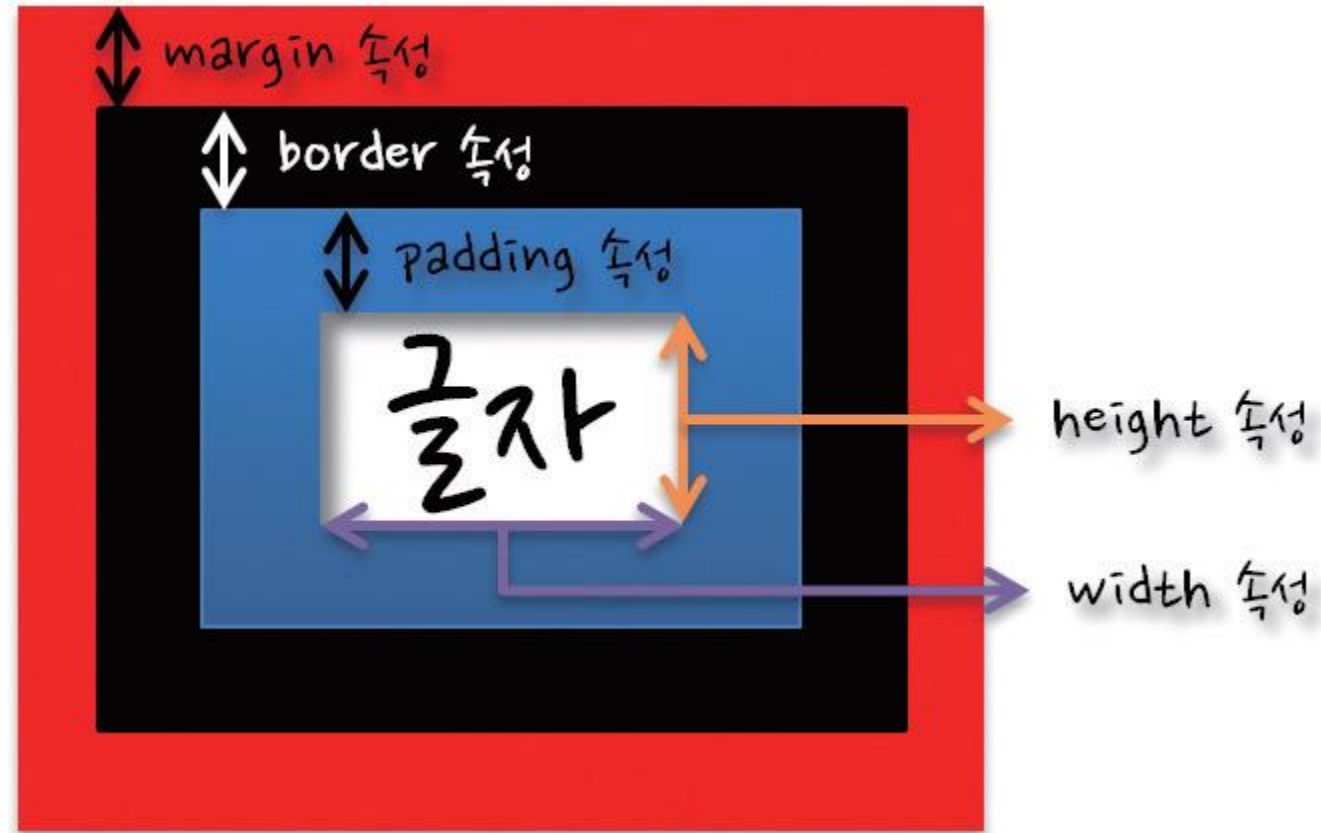 margin 속성
border 속성
padding 속성
글자
height 속성
width 속성